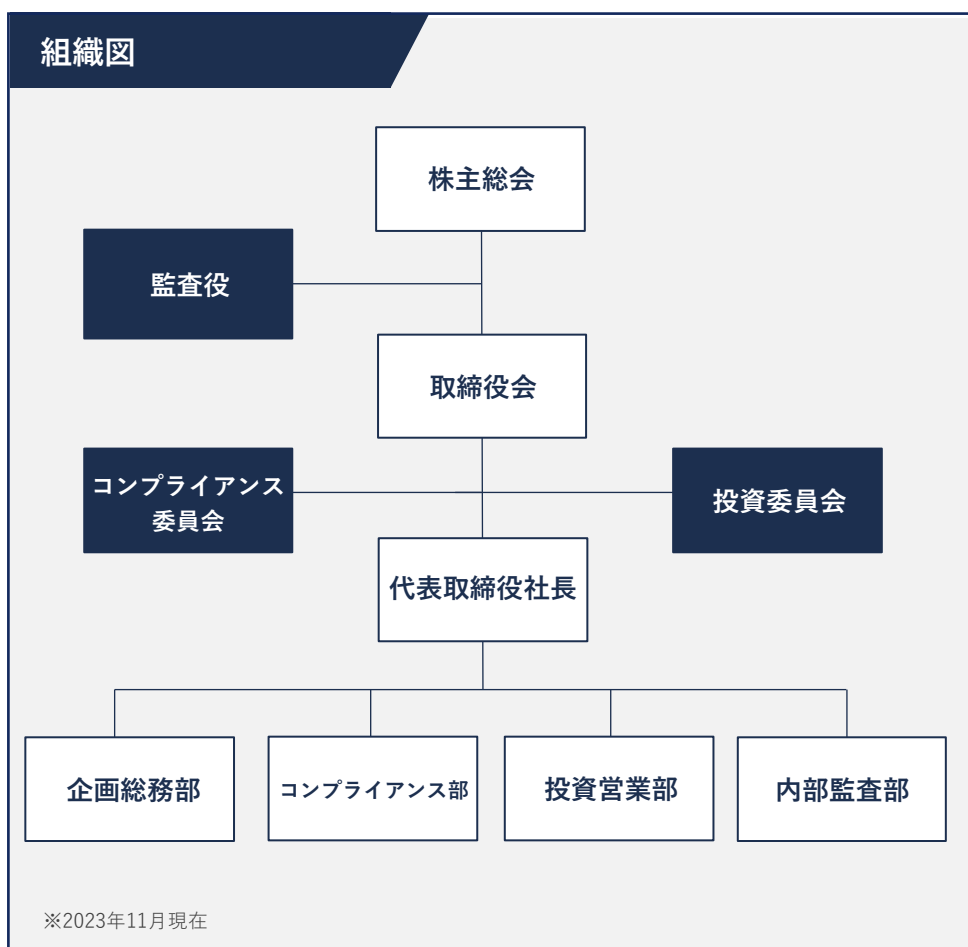 組織図
株主総会
監査役
取締役会
コンプライアンス
委員会
投資委員会
代表取締役社長
企画総務部
コンプライアンス部
投資営業部
内部監査部
※2023年11月現在